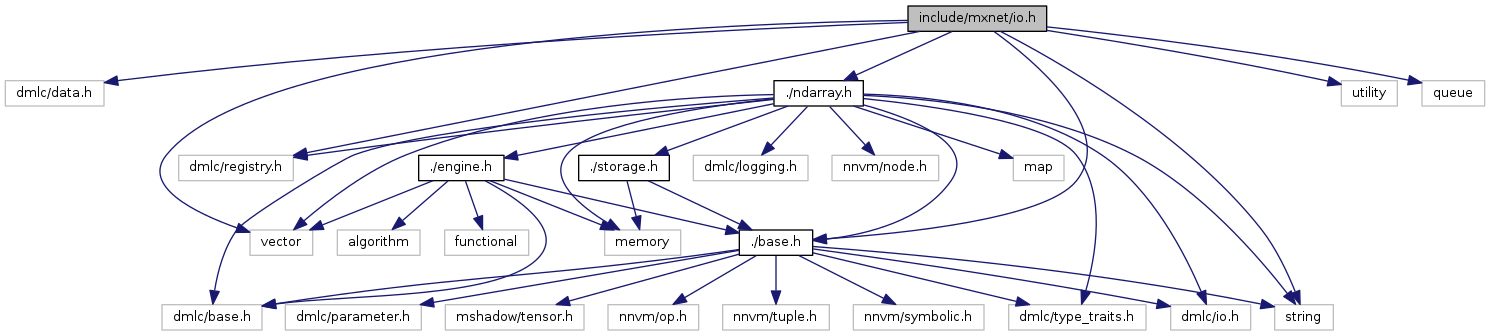 include/mxnet/io.h
dmlc/data.h
./ndarray.h
utility
queue
dmlc/registry.h
./engine.h
./storage.h
dmlc/logging.h
nnvm/node.h
map
vector
algorithm
functional
memory
./base.h
dmlc/base.h
dmlc/parameter.h
mshadow/tensor.h
nnvm/op.h
nnvm/tuple.h
nnvm/symbolic.h
dmlc/type_traits.h
dmlc/io.h
string